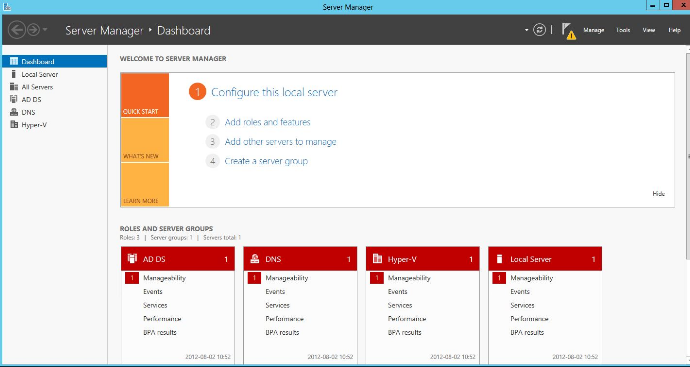 Server Manager
Server Manager • Dashboard
Manage Tools View Help
Dashboard
Local Server
All Servers
AD DS
DNS
Hyper-V
WELCOME TO SERVER MANAGER
QUICK START
WHAT'S NEW
LEARN MORE
1 Configure this local server
2 Add roles and features
3 Add other servers to manage
4 Create a server group
Hide
ROLES AND SERVER GROUPS
Roles: 3 | Server groups: 1 | Servers total: 1
AD DS 1
1 Manageability
Events
Services
Performance
BPA results
2012-08-02 10:52
DNS 1
1 Manageability
Events
Services
Performance
BPA results
2012-08-02 10:52
Hyper-V 1
1 Manageability
Events
Services
Performance
BPA results
2012-08-02 10:52
Local Server 1
1 Manageability
Events
Services
Performance
BPA results
2012-08-02 10:52